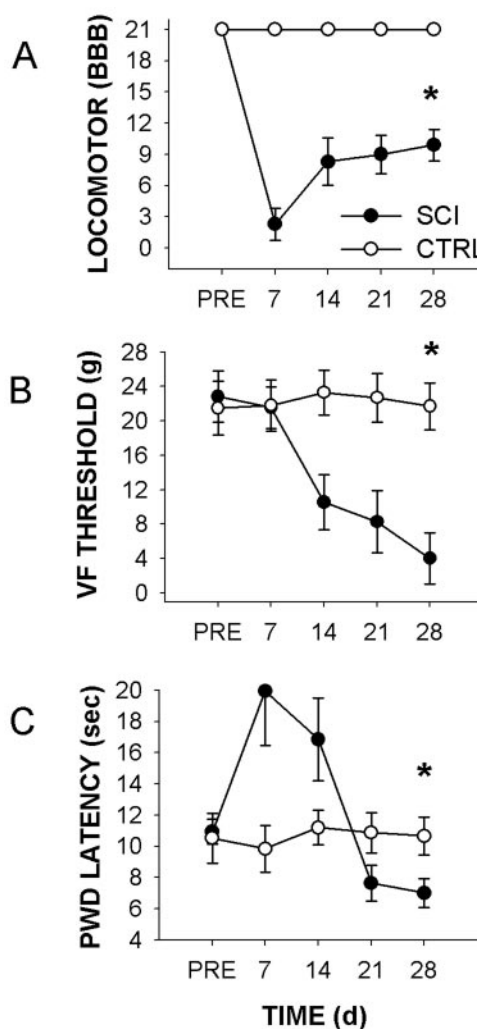 A
LOCOMOTOR (BBB)
21
18
15
12
9
6
3
0
*
SCI
CTRL
PRE 7 14 21 28
B
VF THRESHOLD (g)
28
24
20
16
12
8
4
0
*
PRE 7 14 21 28
C
PWD LATENCY (sec)
20
18
16
14
12
10
8
6
4
*
PRE 7 14 21 28
TIME (d)